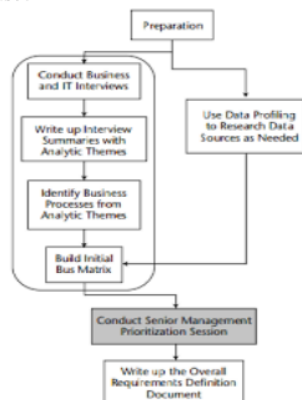 Preparation
Conduct Business
and IT Interviews
Write up Interview
Summaries with
Analytic Themes
Identify Business
Processes from
Analytic Themes
Build Initial
Bus Matrix
Use Data Profiling
to Research Data
Sources as Needed
Conduct Senior Management
Prioritization Session
Write up the Overall
Requirements Definition
Document